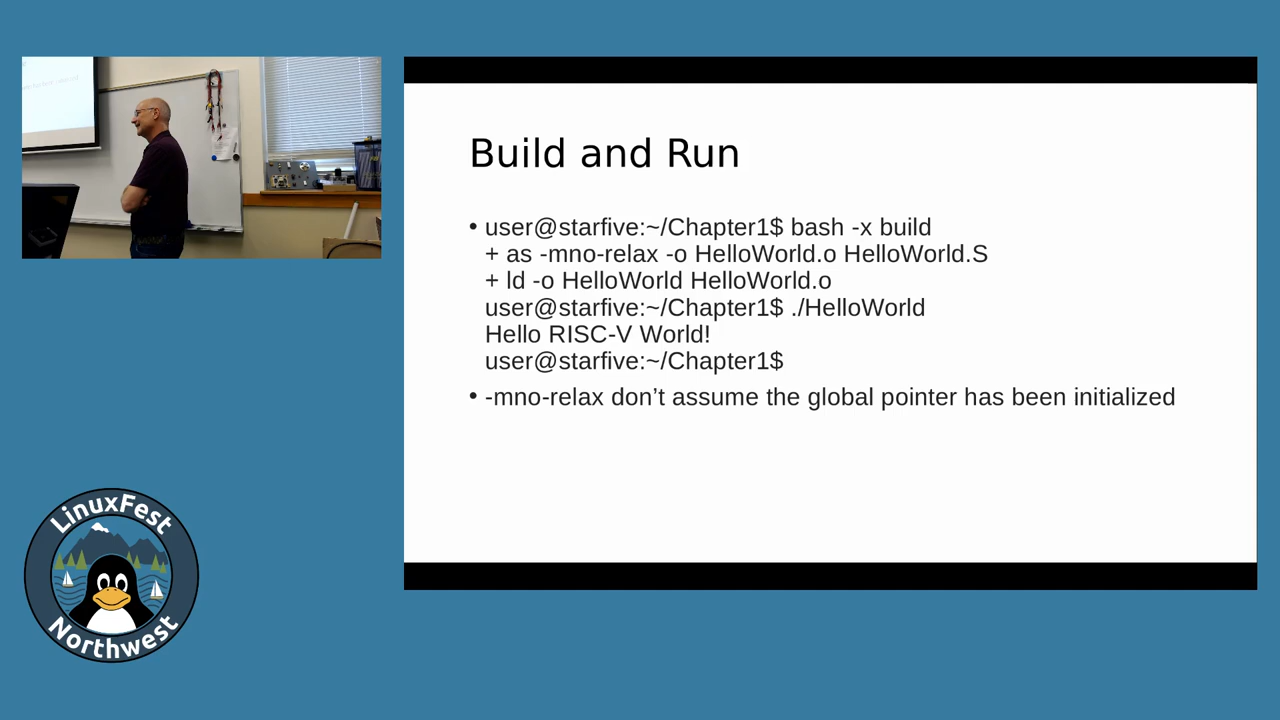 Build and Run
• user@starfive:~/Chapter1$ bash -x build
+ as -mno-relax -o HelloWorld.o HelloWorld.S
+ ld -o HelloWorld HelloWorld.o
user@starfive:~/Chapter1$ ./HelloWorld
Hello RISC-V World!
user@starfive:~/Chapter1$
• -mno-relax don’t assume the global pointer has been initialized
LinuxFest
Northwest